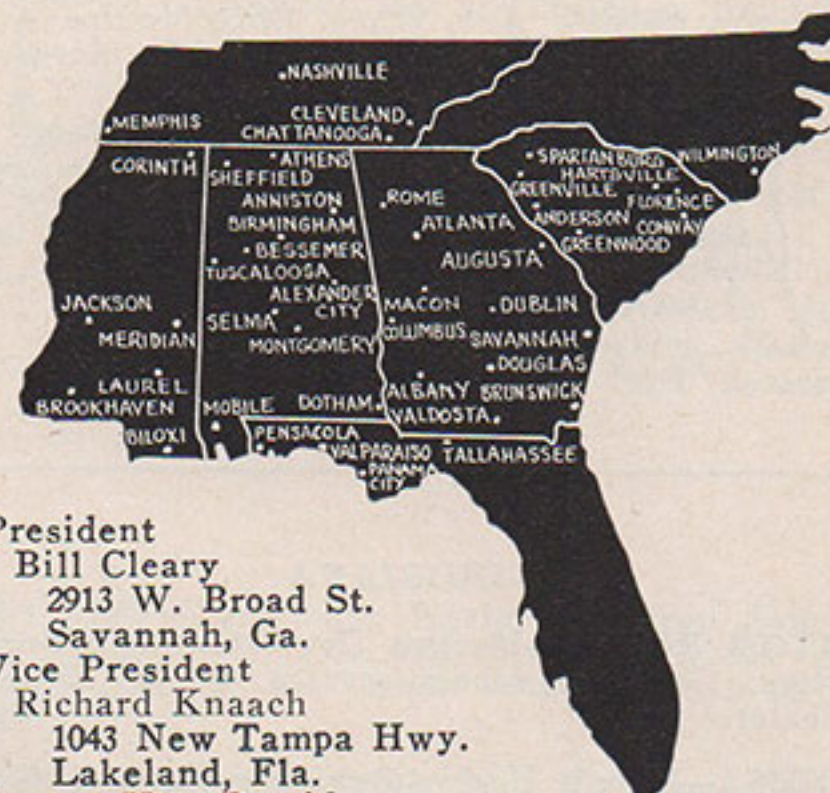 NASHVILLE
CLEVELAND
MEMPHIS
CHATTANOOGA
CORINTH
ATHENS
SHEFFIELD
SPARTANBURG
WILMINGTON
HARTSVILLE
GREENVILLE
FLORENCE
ANNISTON
ROME
BIRMINGHAM
ATLANTA
ANDERSON
CONWAY
GREENWOOD
BESSEMER
AUGUSTA
TUSCALOOSA
ALEXANDER
CITY
JACKSON
MACON
DUBLIN
SELMA
COLUMBUS
SAVANNAH
MERIDIAN
MONTGOMERY
DOUGLAS
LAUREL
ALBANY
BRUNSWICK
BROOKHAVEN
MOBILE
DOTHAM
VALDOSTA
BILOXI
PENSACOLA
VALPARAISO
TALLAHASSEE
PANAMA
CITY
President
Bill Cleary
2913 W. Broad St.
Savannah, Ga.
Vice President
Richard Knaach
1043 New Tampa Hwy.
Lakeland, Fla.